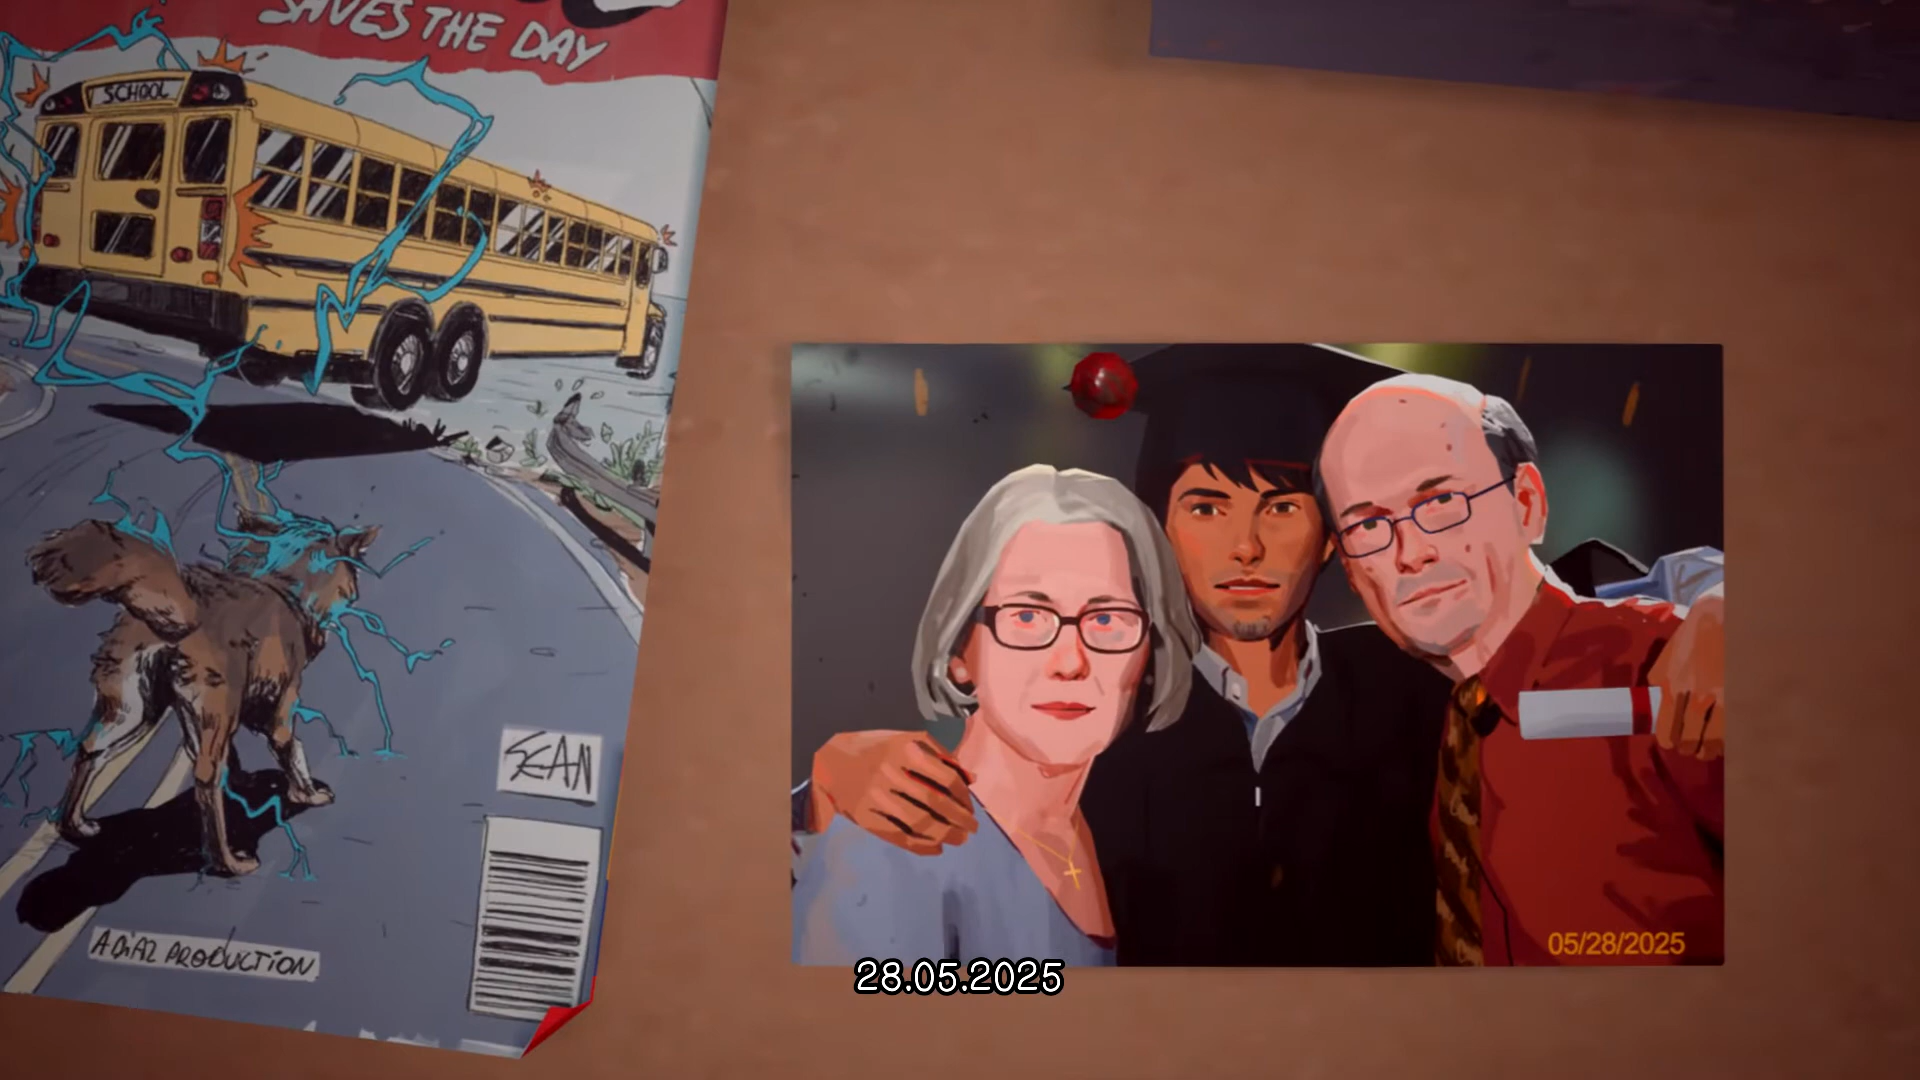 SAVES THE DAY
SCHOOL
SEAN
A DiAZ PRODUCTiON
05/28/2025
28.05.2025